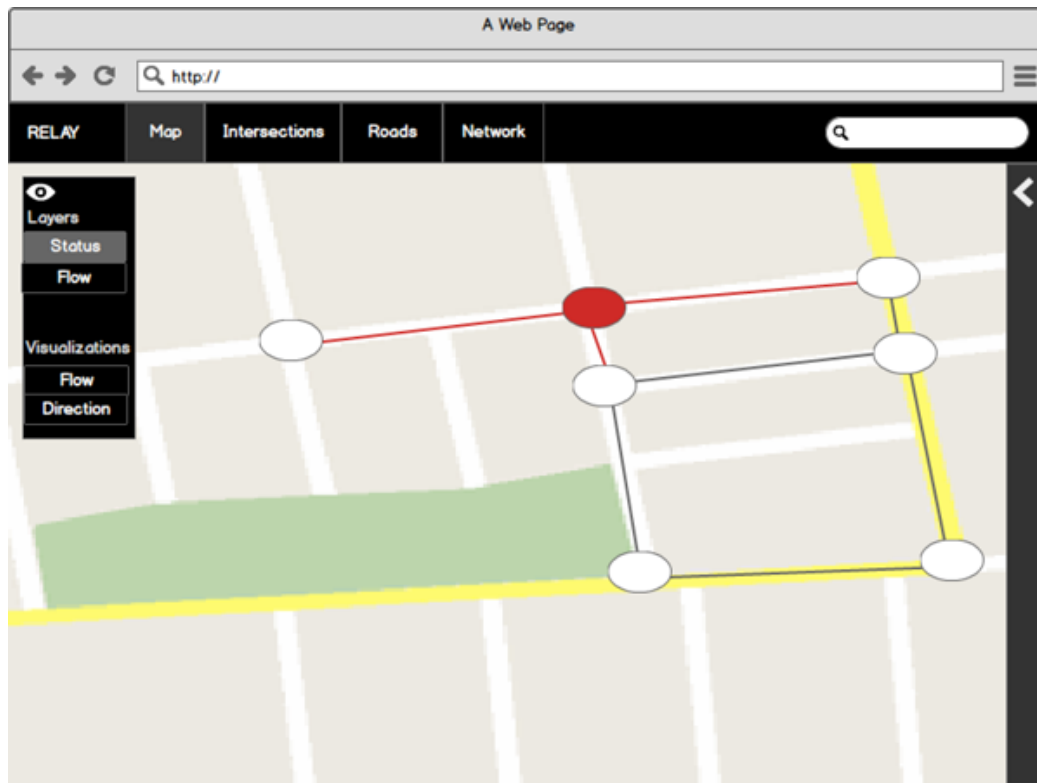 A Web Page
http://
RELAY Map Intersections Roads Network
Layers
Status
Flow
Visualizations
Flow
Direction